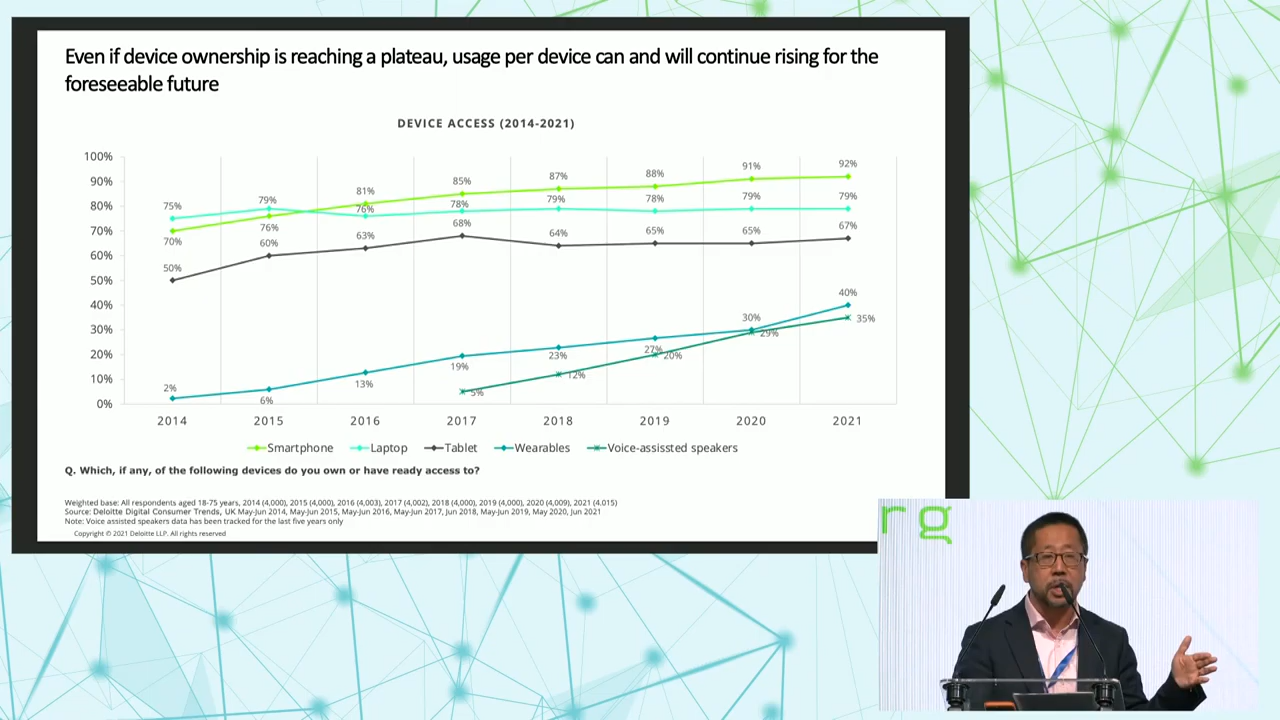 Even if device ownership is reaching a plateau, usage per device can and will continue rising for the
foreseeable future
DEVICE ACCESS (2014-2021)
100%
90%
80%
70%
60%
50%
40%
30%
20%
10%
0%
75% 79% 81% 85% 87% 88% 91% 92%
70% 76% 76% 78% 79% 78% 79% 79%
50% 60% 63% 68% 64% 65% 65% 67%
2% 6% 13% 19% 23% 27% 30% 40%
5% 12% 20% 29% 35%
2014 2015 2016 2017 2018 2019 2020 2021
Smartphone Laptop Tablet Wearables Voice-assissted speakers
Q. Which, if any, of the following devices do you own or have ready access to?
Weighted base: All respondents aged 18-75 years, 2014 (4,000), 2015 (4,000), 2016 (4,003), 2017 (4,002), 2018 (4,000), 2019 (4,000), 2020 (4,009), 2021 (4.015)
Source: Deloitte Digital Consumer Trends, UK May-Jun 2014, May-Jun 2015, May-Jun 2016, May-Jun 2017, Jun 2018, May-Jun 2019, May 2020, Jun 2021
Note: Voice assisted speakers data has been tracked for the last five years only
Copyright © 2021 Deloitte LLP. All rights reserved
rg